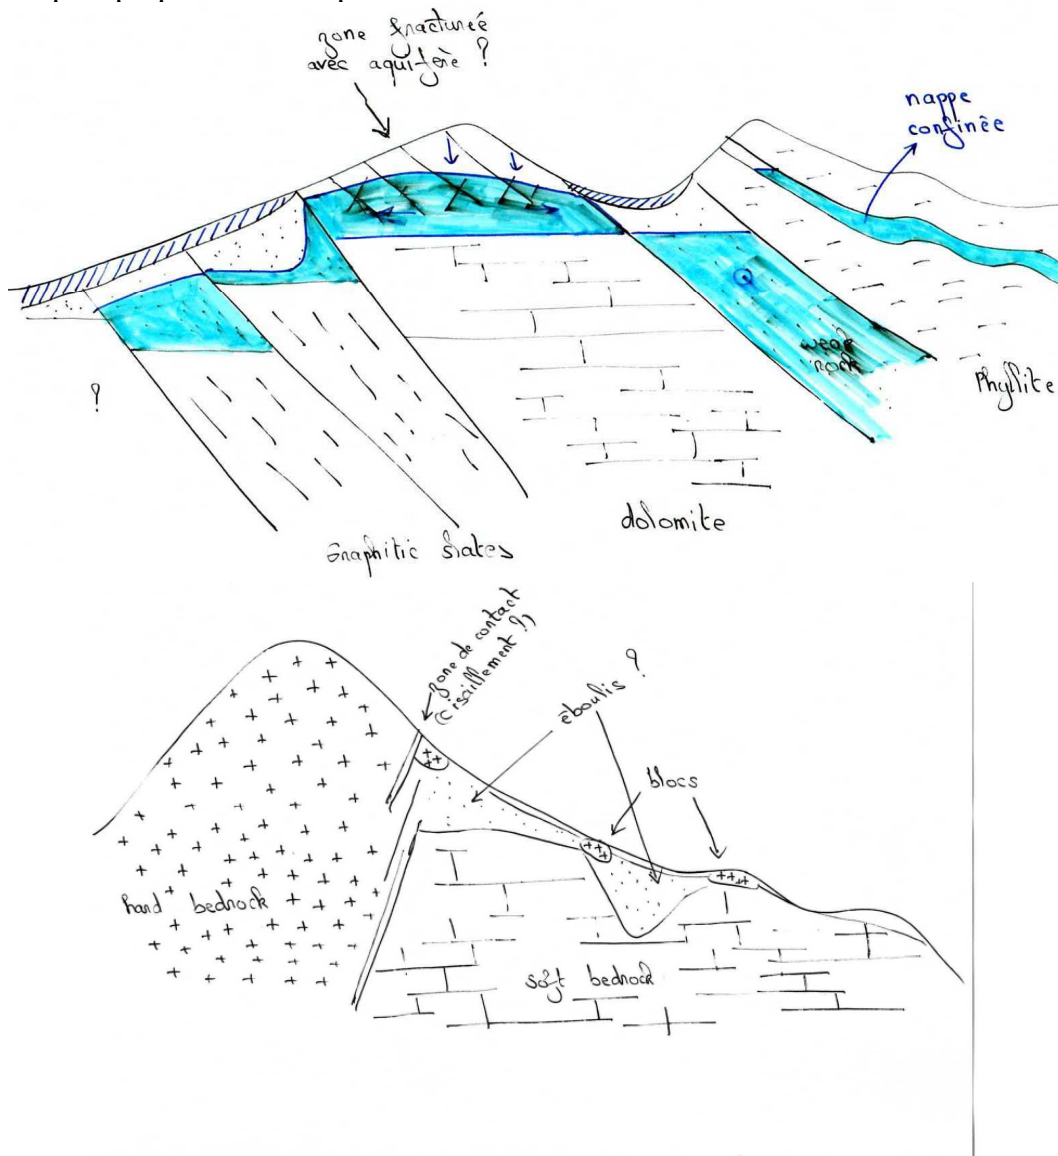 zone fracturée
avec aquifère ?
nappe
confinée
Q
weak
rock
Phyllite
?
dolomite
Graphitic slates
zone de contact
(cisaillement ?)
éboulis ?
blocs
hard bedrock
soft bedrock